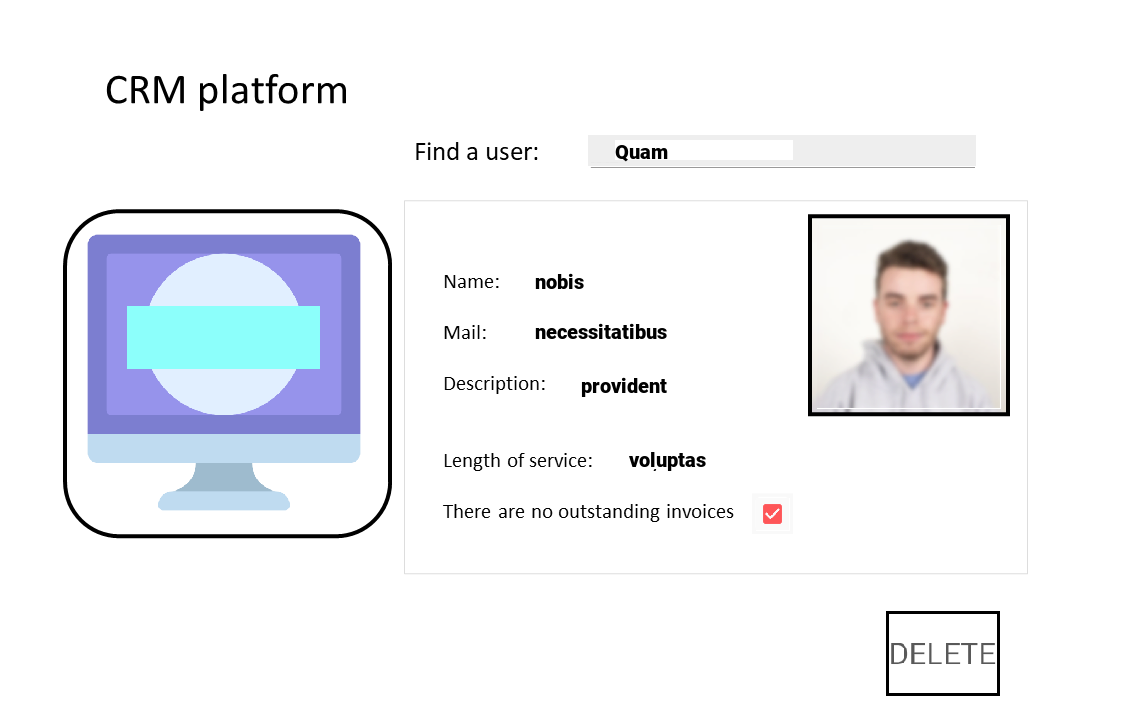 CRM platform
Find a user: Quam
Name: nobis
Mail: necessitatibus
Description: provident
Length of service: voluptas
There are no outstanding invoices
DELETE